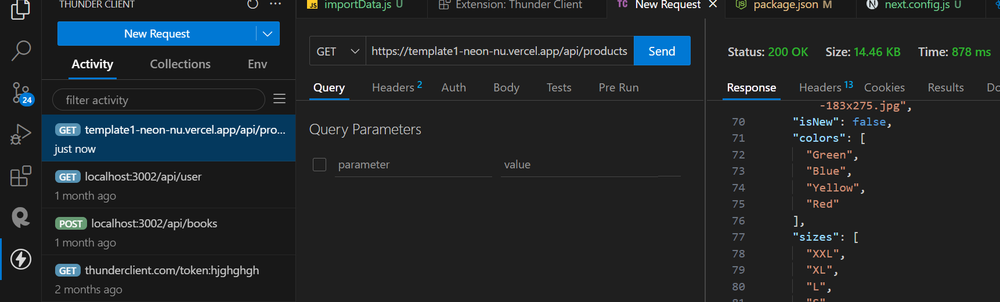 THUNDER CLIENT
New Request
Activity Collections Env
filter activity
GET template1-neon-nu.vercel.app/api/pro...
just now
GET localhost:3002/api/user
1 month ago
POST localhost:3002/api/books
1 month ago
GET thunderclient.com/token:hjghghgh
2 months ago
24
JS importData.js U
Extension: Thunder Client
TC New Request
JS package.json M
N next.config.js U
GET https://template1-neon-nu.vercel.app/api/products Send
Query Headers 2 Auth Body Tests Pre Run
Query Parameters
parameter value
Status: 200 OK Size: 14.46 KB Time: 878 ms
Response Headers 13 Cookies Results Do
-183x275.jpg",
70 "isNew": false,
71 "colors": [
72 "Green",
73 "Blue",
74 "Yellow",
75 "Red"
76 ],
77 "sizes": [
78 "XXL",
79 "XL",
80 "L",
81 "S"